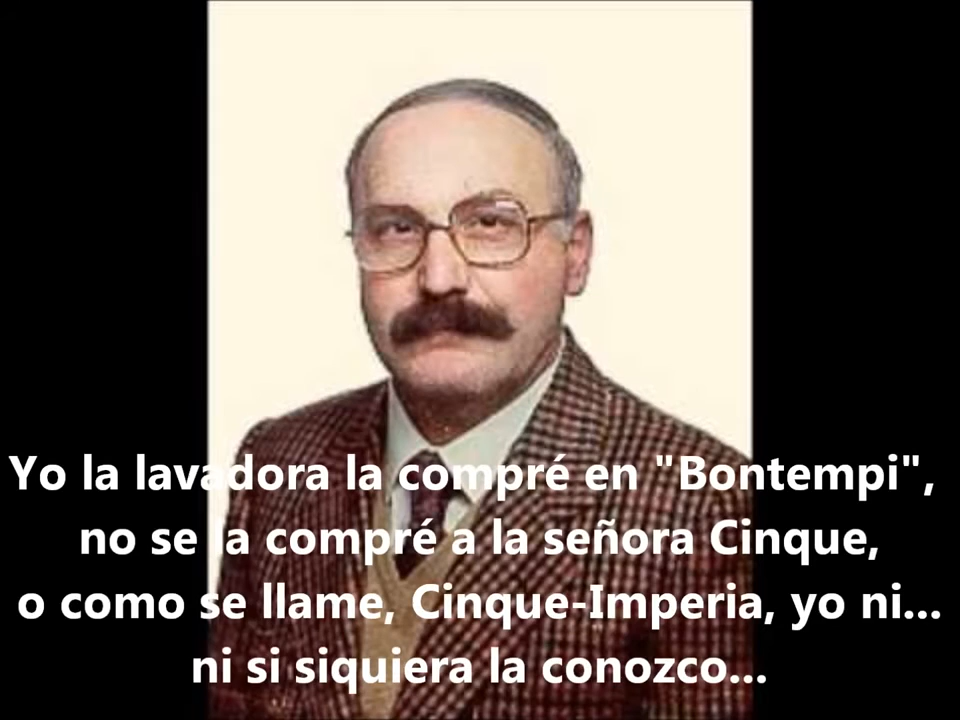 Yo la lavadora la compré en "Bontempi",
no se la compré a la señora Cinque,
o como se llame, Cinque-Imperia, yo ni...
ni si siquiera la conozco...